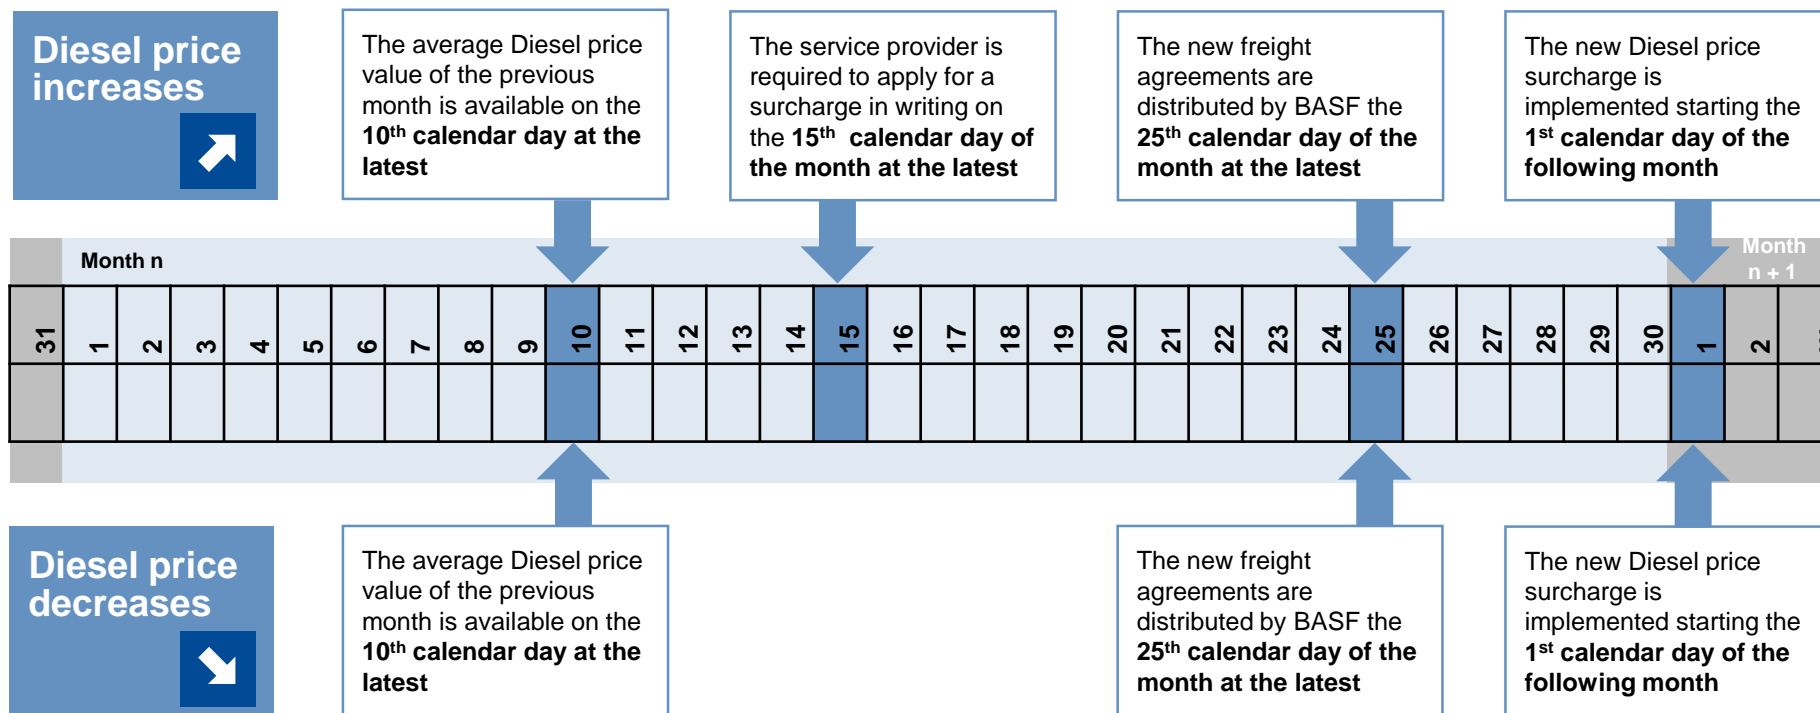 Diesel price
increases
The average Diesel price
value of the previous
month is available on the
10th calendar day at the
latest
The service provider is
required to apply for a
surcharge in writing on
the 15th calendar day of
the month at the latest
The new freight
agreements are
distributed by BASF the
25th calendar day of the
month at the latest
The new Diesel price
surcharge is
implemented starting the
1st calendar day of the
following month
Month n
Month
n + 1
31 1 2 3 4 5 6 7 8 9 10 11 12 13 14 15 16 17 18 19 20 21 22 23 24 25 26 27 28 29 30 1 2
Diesel price
decreases
The average Diesel price
value of the previous
month is available on the
10th calendar day at the
latest
The new freight
agreements are
distributed by BASF the
25th calendar day of the
month at the latest
The new Diesel price
surcharge is
implemented starting the
1st calendar day of the
following month